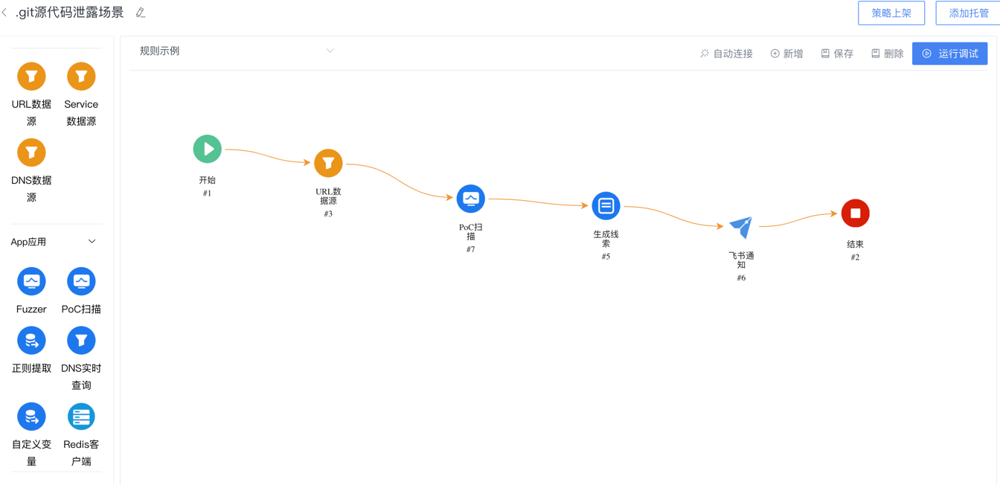 .git源代码泄露场景
策略上架
添加托管
规则示例
自动连接
新增
保存
删除
运行调试
URL数据
源
Service
数据源
DNS数据
源
App应用
Fuzzer
PoC扫描
正则提取
DNS实时
查询
自定义变
量
Redis客
户端
开始
#1
URL数
据源
#3
PoC扫
描
#7
生成线
索
#5
飞书通
知
#6
结束
#2